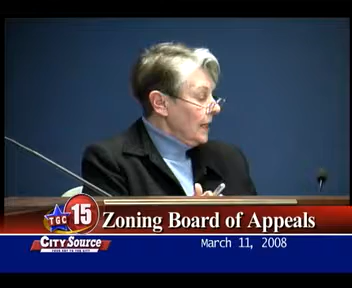 TGC 15
Zoning Board of Appeals
CITY SOURCE
March 11, 2008